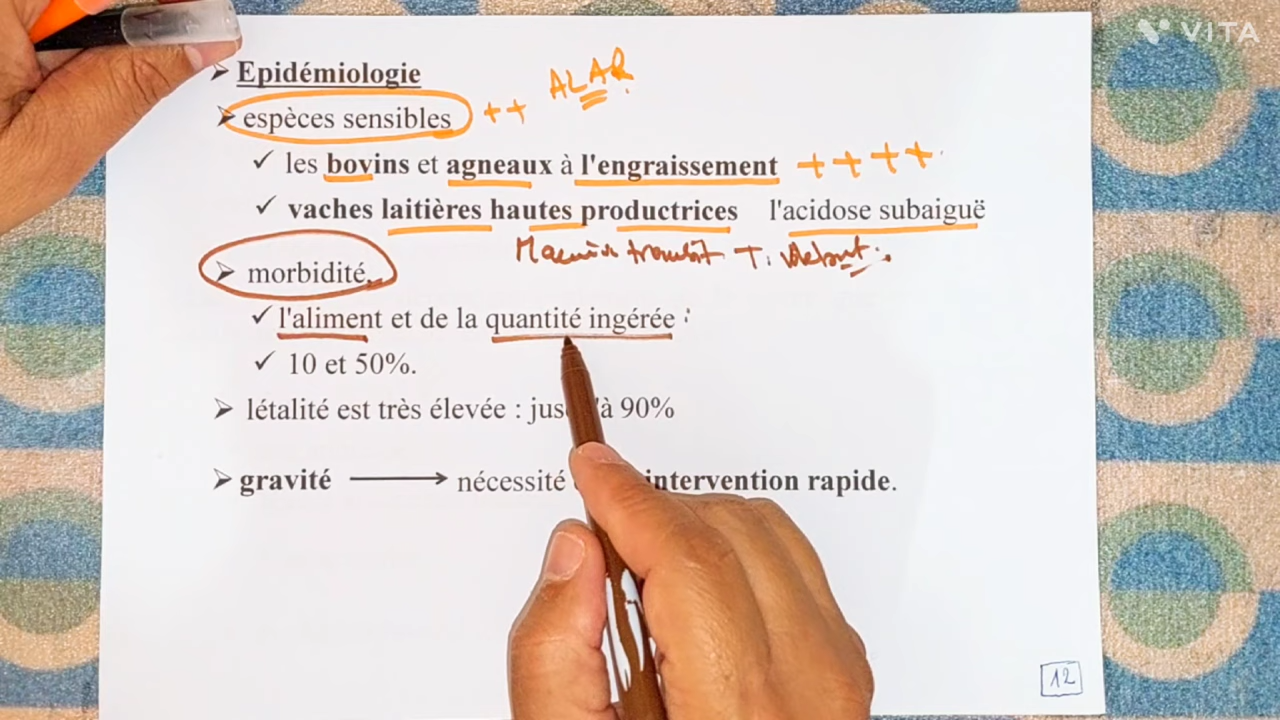 VITA
➤ Epidémiologie
➤ espèces sensibles ++ ALAR
✓ les bovins et agneaux à l'engraissement ++++
✓ vaches laitières hautes productrices l'acidose subaiguë
➤ morbidité
✓ l'aliment et de la quantité ingérée :
✓ 10 et 50%.
➤ létalité est très élevée : à 90%
➤ gravité ⟶ nécessité intervention rapide.
12